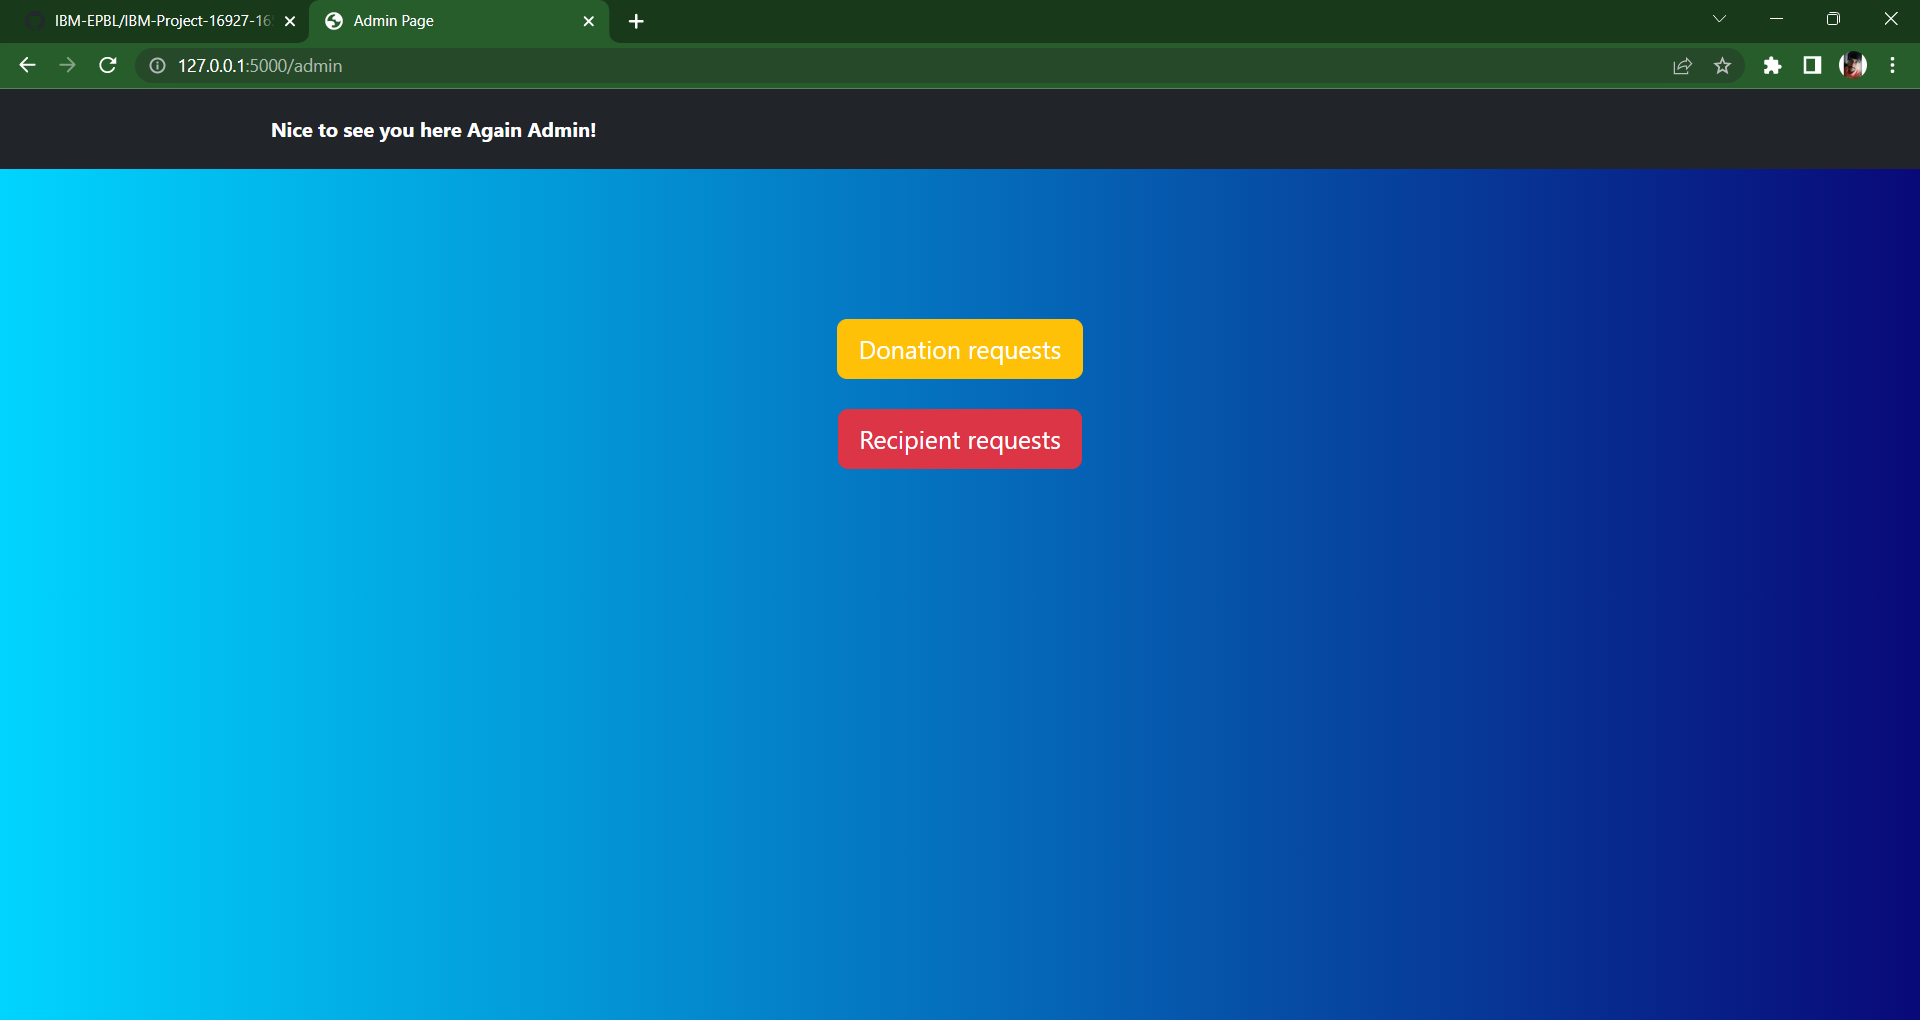 IBM-EPBL/IBM-Project-16927-16
Admin Page
127.0.0.1:5000/admin
Nice to see you here Again Admin!
Donation requests
Recipient requests